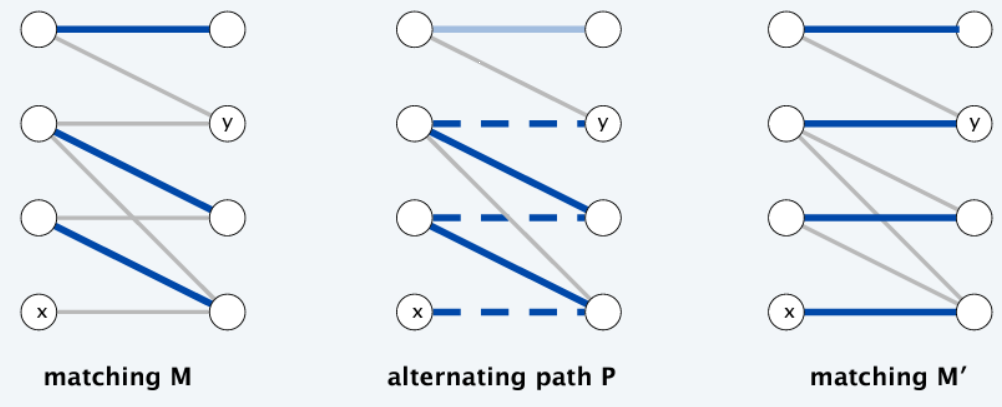 y y y
x x x
matching M alternating path P matching M′